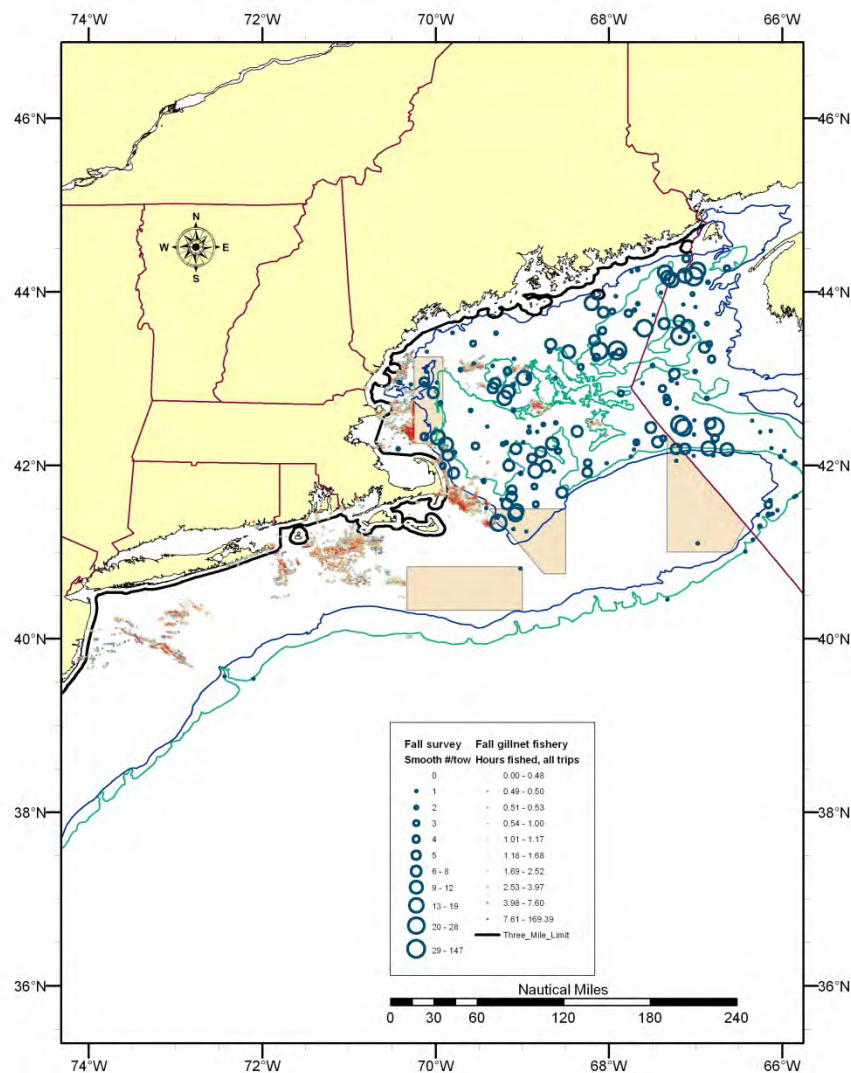 74°W 72°W 70°W 68°W 66°W
46°N 46°N
N
W E
S
44°N 44°N
42°N 42°N
40°N 40°N
Fall survey Fall gillnet fishery
Smooth #/tow Hours fished, all trips
0 0.00 - 0.48
1 0.49 - 0.50
2 0.51 - 0.53
3 0.54 - 1.00
4 1.01 - 1.17
5 1.18 - 1.68
6 - 8 1.69 - 2.52
9 - 12 2.53 - 3.97
13 - 19 3.98 - 7.60
20 - 28 7.61 - 169.39
29 - 147 Three_Mile_Limit
38°N 38°N
36°N 36°N
Nautical Miles
0 30 60 120 180 240
74°W 72°W 70°W 68°W 66°W